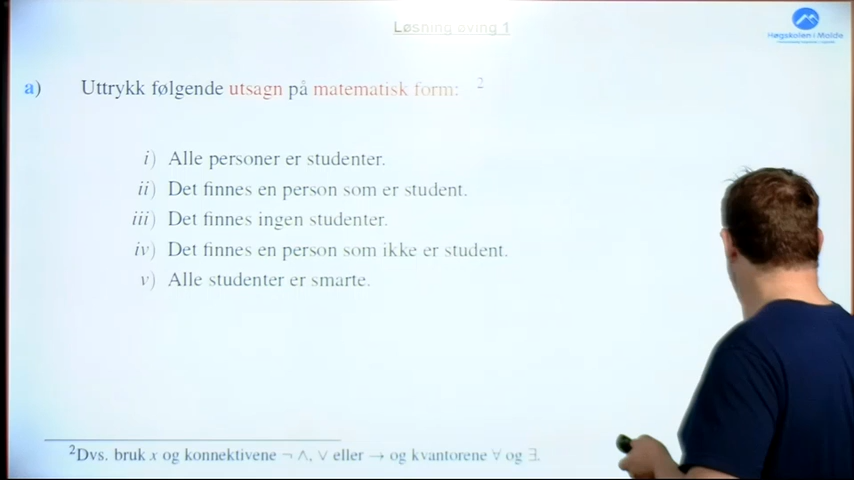 Løsning øving 1
Høgskolen i Molde
a) Uttrykk følgende utsagn på matematisk form: 2
i) Alle personer er studenter.
ii) Det finnes en person som er student.
iii) Det finnes ingen studenter.
iv) Det finnes en person som ikke er student.
v) Alle studenter er smarte.
2Dvs. bruk x og konnektivene ¬ ∧, ∨ eller → og kvantorene ∀ og ∃.